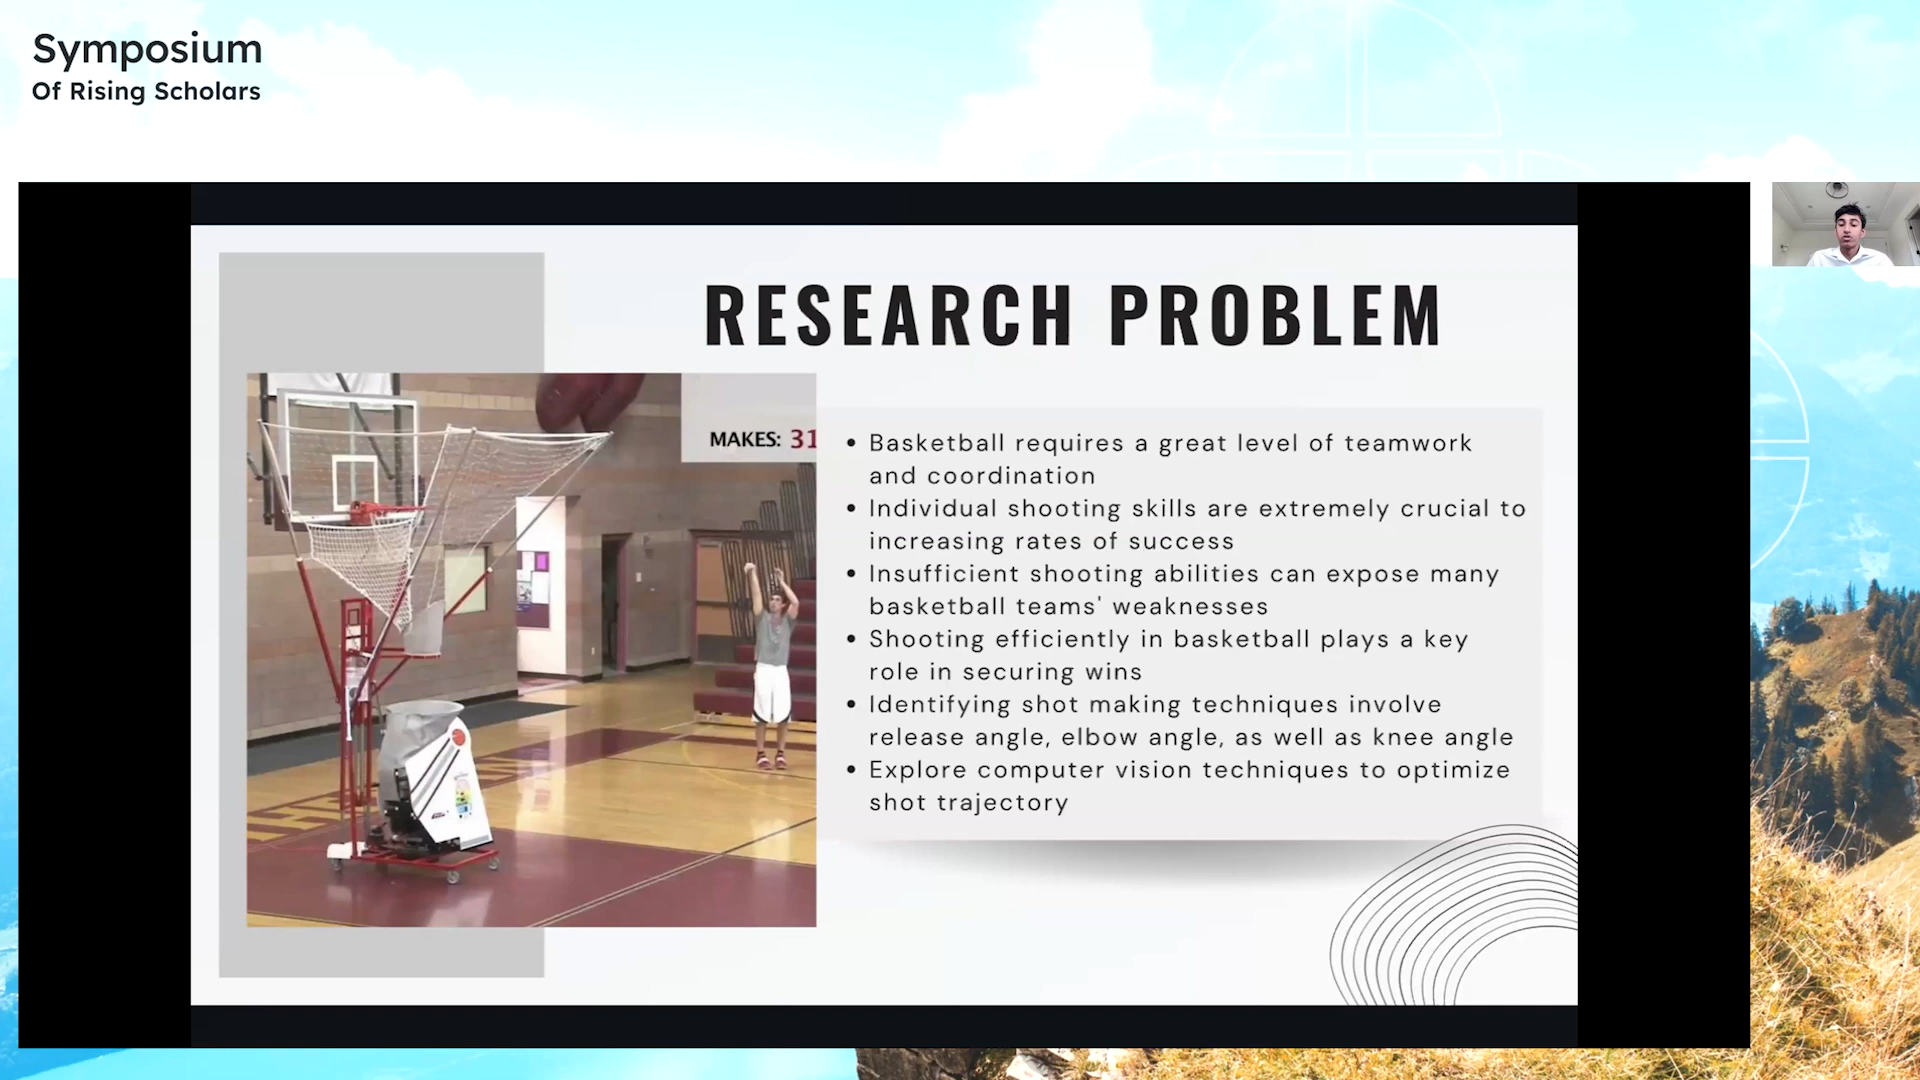 Symposium
Of Rising Scholars
RESEARCH PROBLEM
MAKES: 31
• Basketball requires a great level of teamwork
and coordination
• Individual shooting skills are extremely crucial to
increasing rates of success
• Insufficient shooting abilities can expose many
basketball teams' weaknesses
• Shooting efficiently in basketball plays a key
role in securing wins
• Identifying shot making techniques involve
release angle, elbow angle, as well as knee angle
• Explore computer vision techniques to optimize
shot trajectory